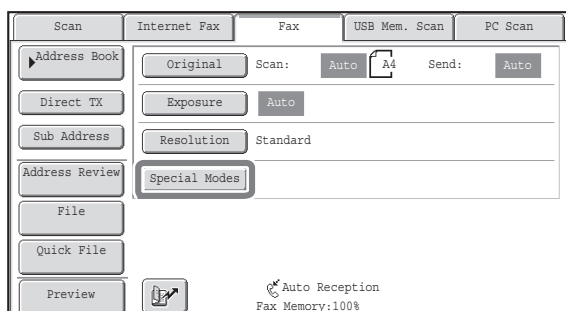 Scan Internet Fax Fax USB Mem. Scan PC Scan
Address Book Original Scan: Auto A4 Send: Auto
Direct TX Exposure Auto
Sub Address Resolution Standard
Address Review Special Modes
File
Quick File
Preview Auto Reception
Fax Memory:100%